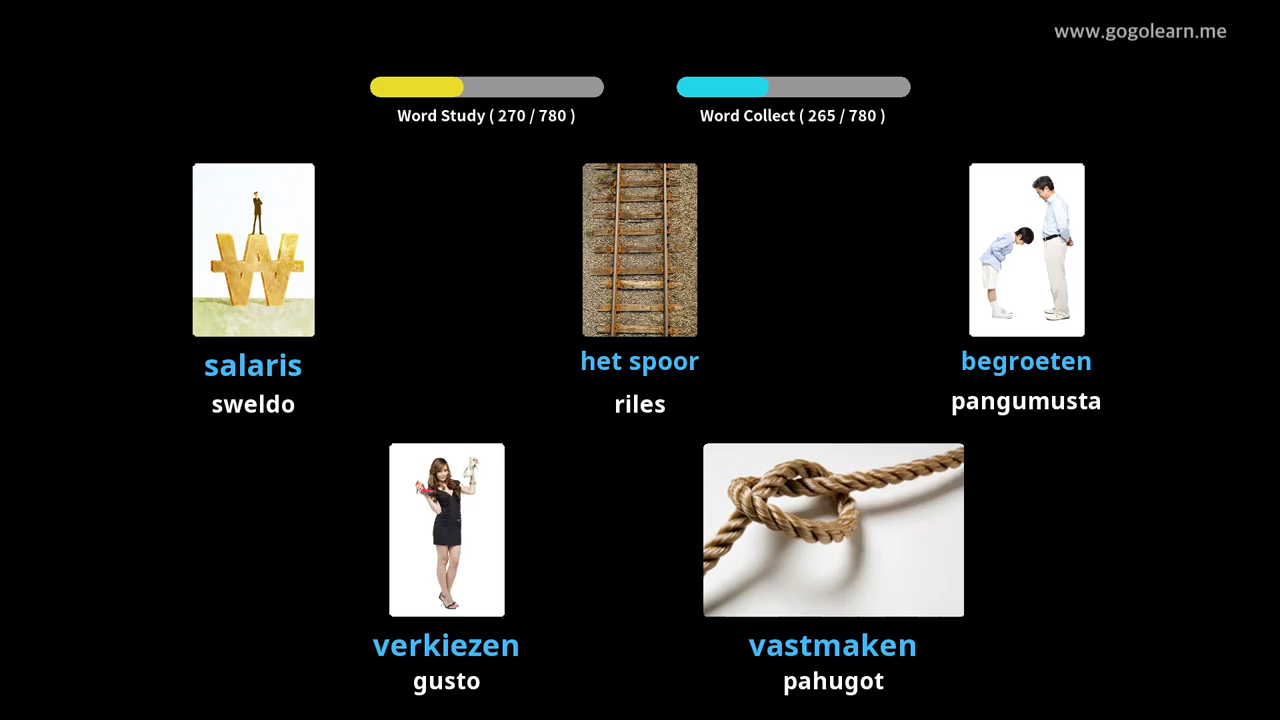 www.gogolearn.me
Word Study ( 270 / 780 )
Word Collect ( 265 / 780 )
salaris
sweldo
het spoor
riles
begroeten
pangumusta
verkiezen
gusto
vastmaken
pahugot